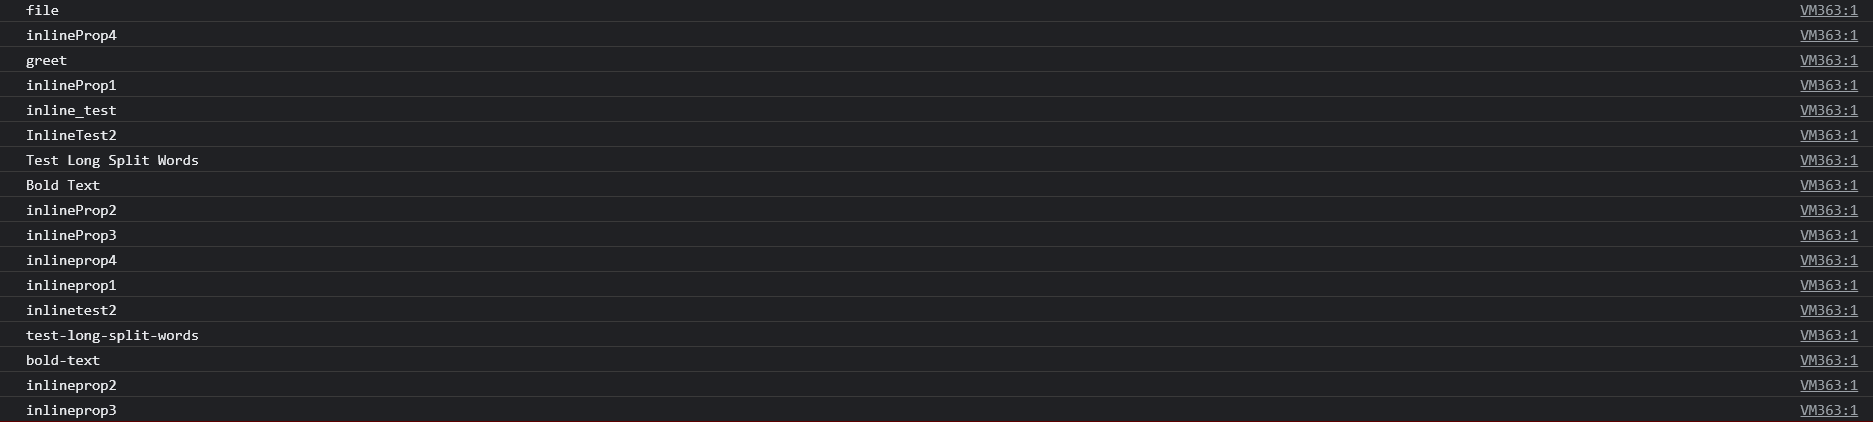 file VM363:1
inlineProp4 VM363:1
greet VM363:1
inlineProp1 VM363:1
inline_test VM363:1
InlineTest2 VM363:1
Test Long Split Words VM363:1
Bold Text VM363:1
inlineProp2 VM363:1
inlineProp3 VM363:1
inlineprop4 VM363:1
inlineprop1 VM363:1
inlinetest2 VM363:1
test-long-split-words VM363:1
bold-text VM363:1
inlineprop2 VM363:1
inlineprop3 VM363:1